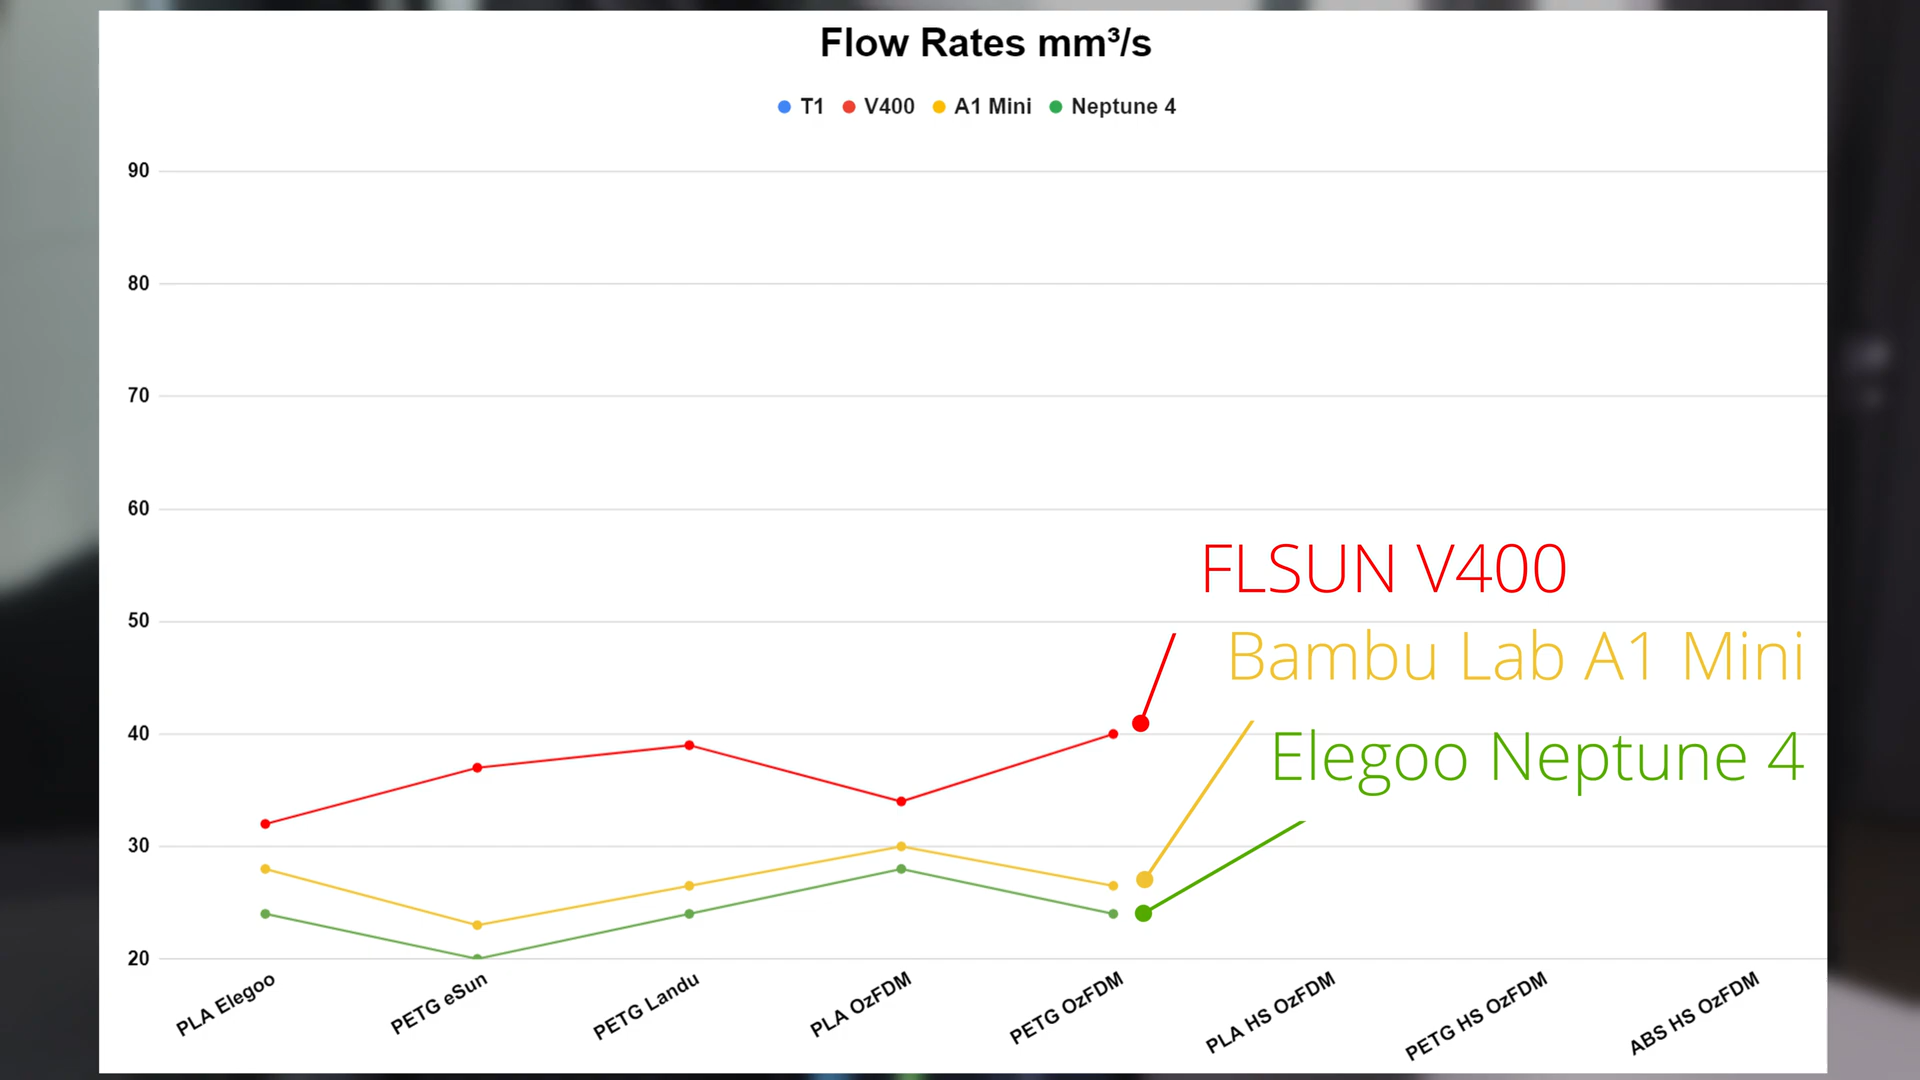 Flow Rates mm³/s
T1 V400 A1 Mini Neptune 4
90
80
70
60
50
40
30
20
FLSUN V400
Bambu Lab A1 Mini
Elegoo Neptune 4
PLA Elegoo
PETG eSun
PETG Landu
PLA OzFDM
PETG OzFDM
PLA HS OzFDM
PETG HS OzFDM
ABS HS OzFDM